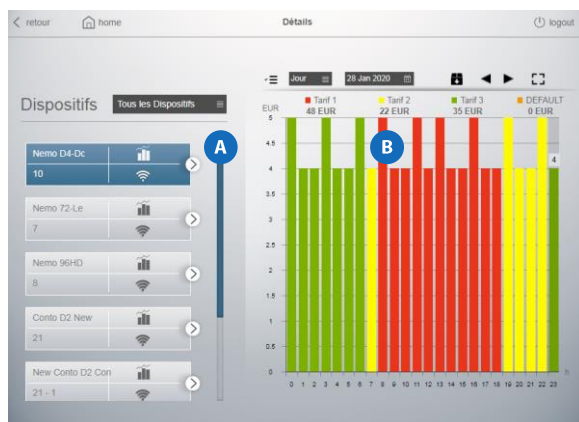 retour
home
Détails
logout
Dispositifs
Tous les Dispositifs
Nemo D4-Dc
10
Nemo 72-Le
7
Nemo 96HD
8
Conto D2 New
21
New Conto D2 Con
21 - 1
A
Jour
28 Jan 2020
EUR
Tarif 1
48 EUR
Tarif 2
22 EUR
Tarif 3
35 EUR
DEFAULT
0 EUR
B
4
5
4.5
4
3.5
3
2.5
2
1.5
1
0.5
0
0 1 2 3 4 5 6 7 8 9 10 11 12 13 14 15 16 17 18 19 20 21 22 23
h